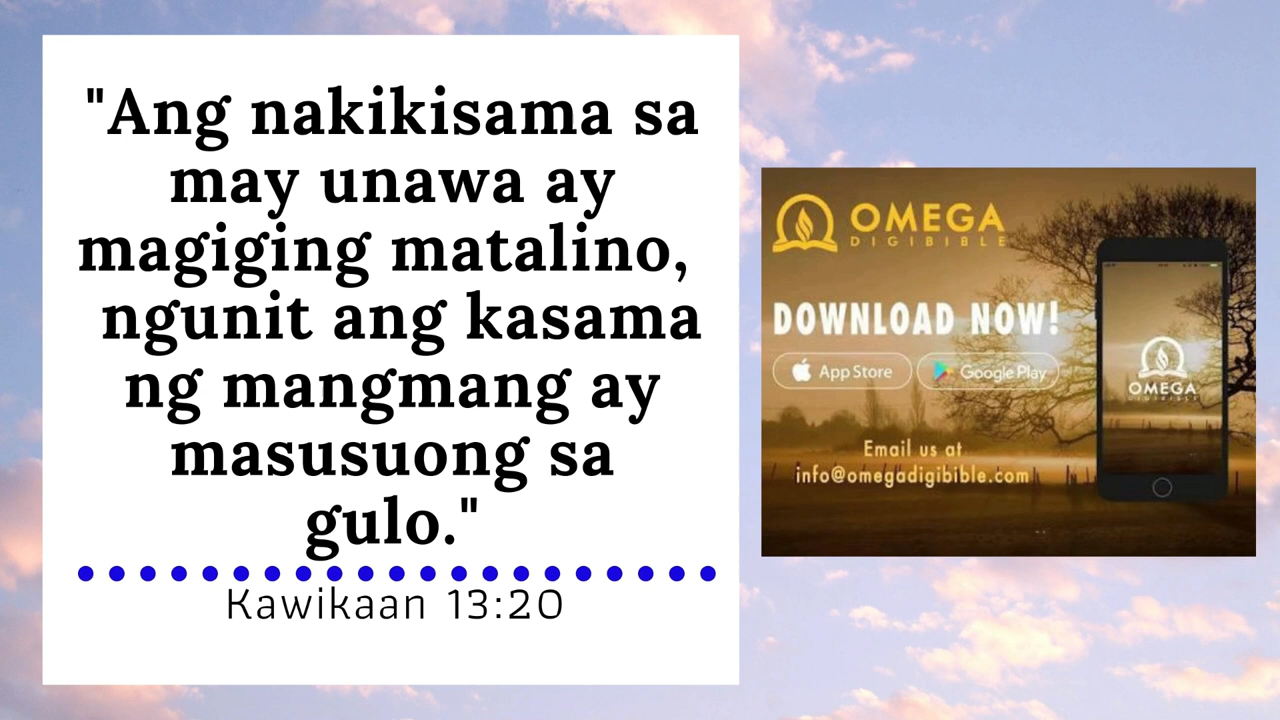 "Ang nakikisama sa
may unawa ay
magiging matalino,
ngunit ang kasama
ng mangmang ay
masusuong sa
gulo."
Kawikaan 13:20
OMEGA
DIGIBIBLE
DOWNLOAD NOW!
App Store
Google Play
Email us at
info@omegadigibible.com
OMEGA
DIGIBIBLE